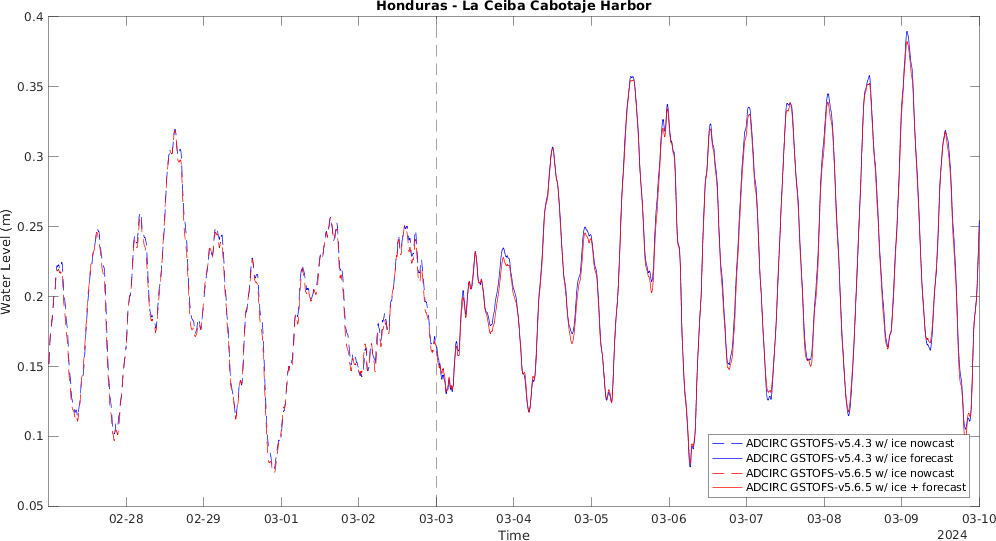 Honduras - La Ceiba Cabotaje Harbor
0.4
0.35
0.3
0.25
0.2
0.15
0.1
0.05
Water Level (m)
ADCIRC GSTOFS-v5.4.3 w/ ice nowcast
ADCIRC GSTOFS-v5.4.3 w/ ice forecast
ADCIRC GSTOFS-v5.6.5 w/ ice nowcast
ADCIRC GSTOFS-v5.6.5 w/ ice + forecast
02-28 02-29 03-01 03-02 03-03 03-04 03-05 03-06 03-07 03-08 03-09 03-10
Time
2024